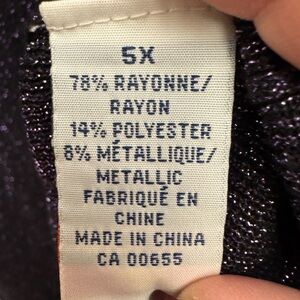 5X
78% RAYONNE/
RAYON
14% POLYESTER
8% MÉTALLIQUE/
METALLIC
FABRIQUÉ EN
CHINE
MADE IN CHINA
CA 00655